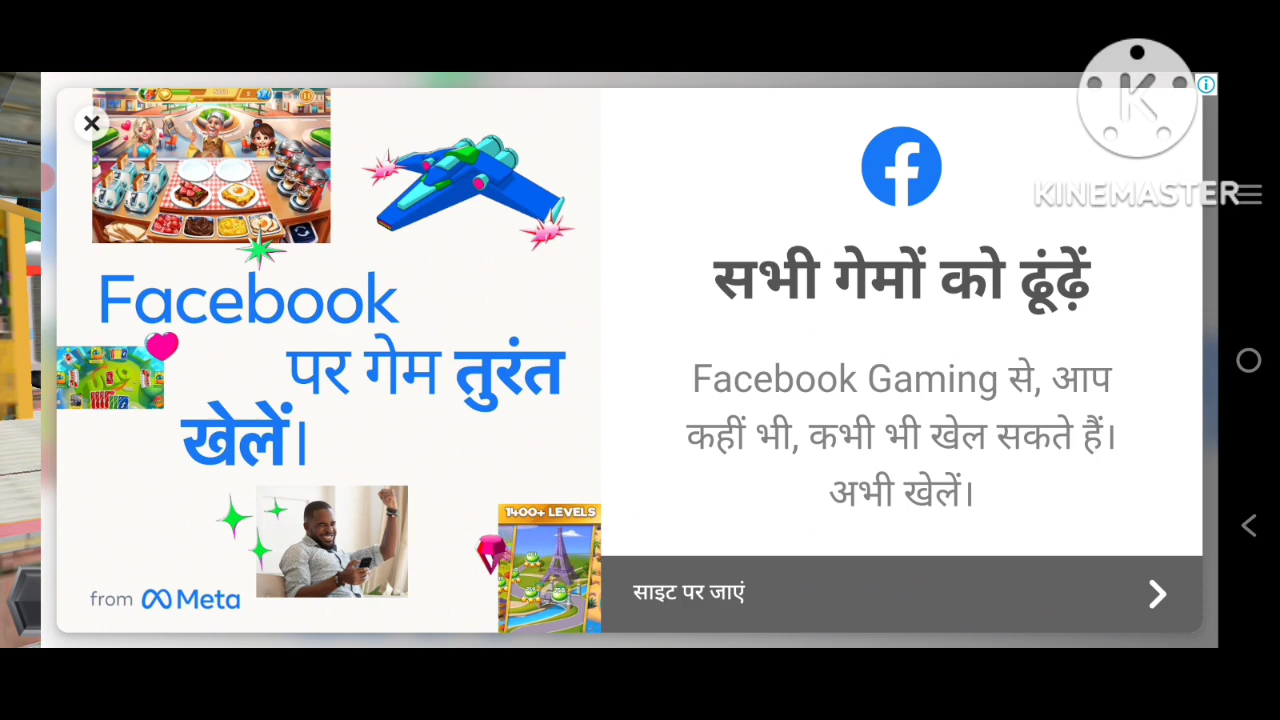 KINEMASTER
Facebook
पर गेम तुरंत
खेलें।
1400+ LEVELS
from Meta
सभी गेमों को ढूंढ़ें
Facebook Gaming से, आप
कहीं भी, कभी भी खेल सकते हैं।
अभी खेलें।
साइट पर जाएं